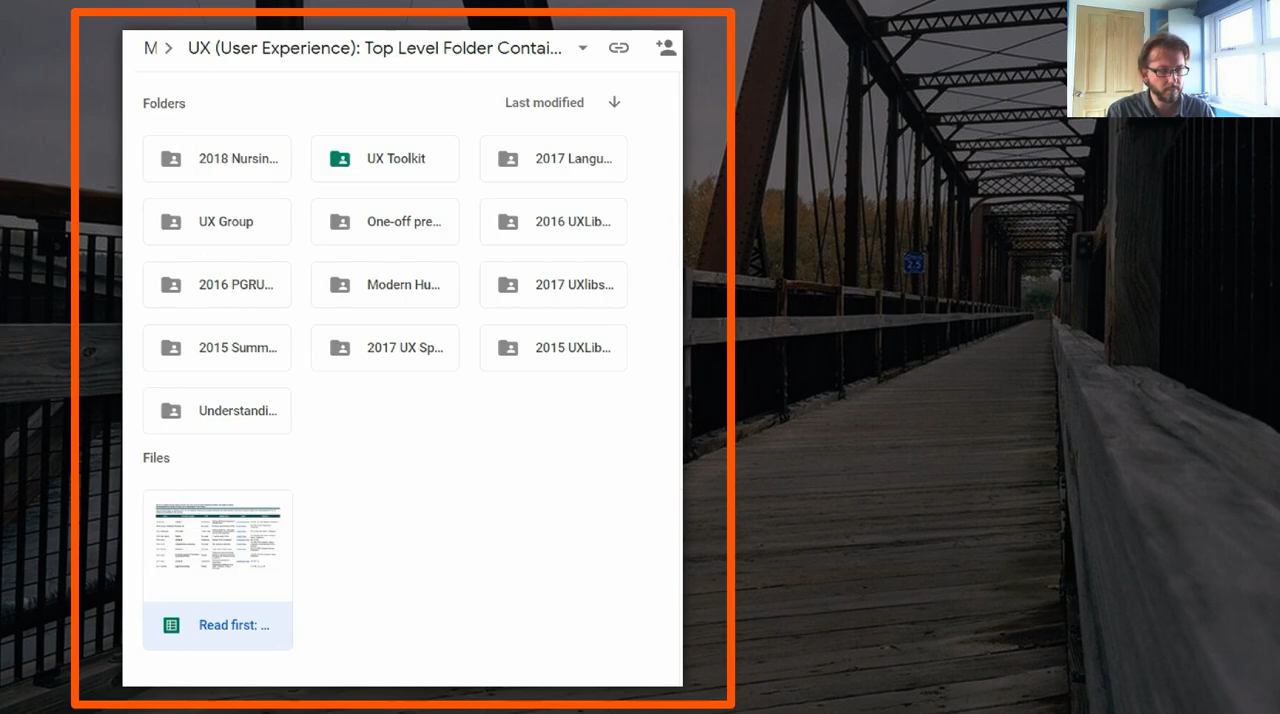 M > UX (User Experience): Top Level Folder Contai...
Folders
Last modified
2018 Nursin...
UX Toolkit
2017 Langu...
UX Group
One-off pre...
2016 UXLib...
2016 PGRU...
Modern Hu...
2017 UXlibs...
2015 Summ...
2017 UX Sp...
2015 UXLib...
Understandi...
Files
Read first: ...
2.5